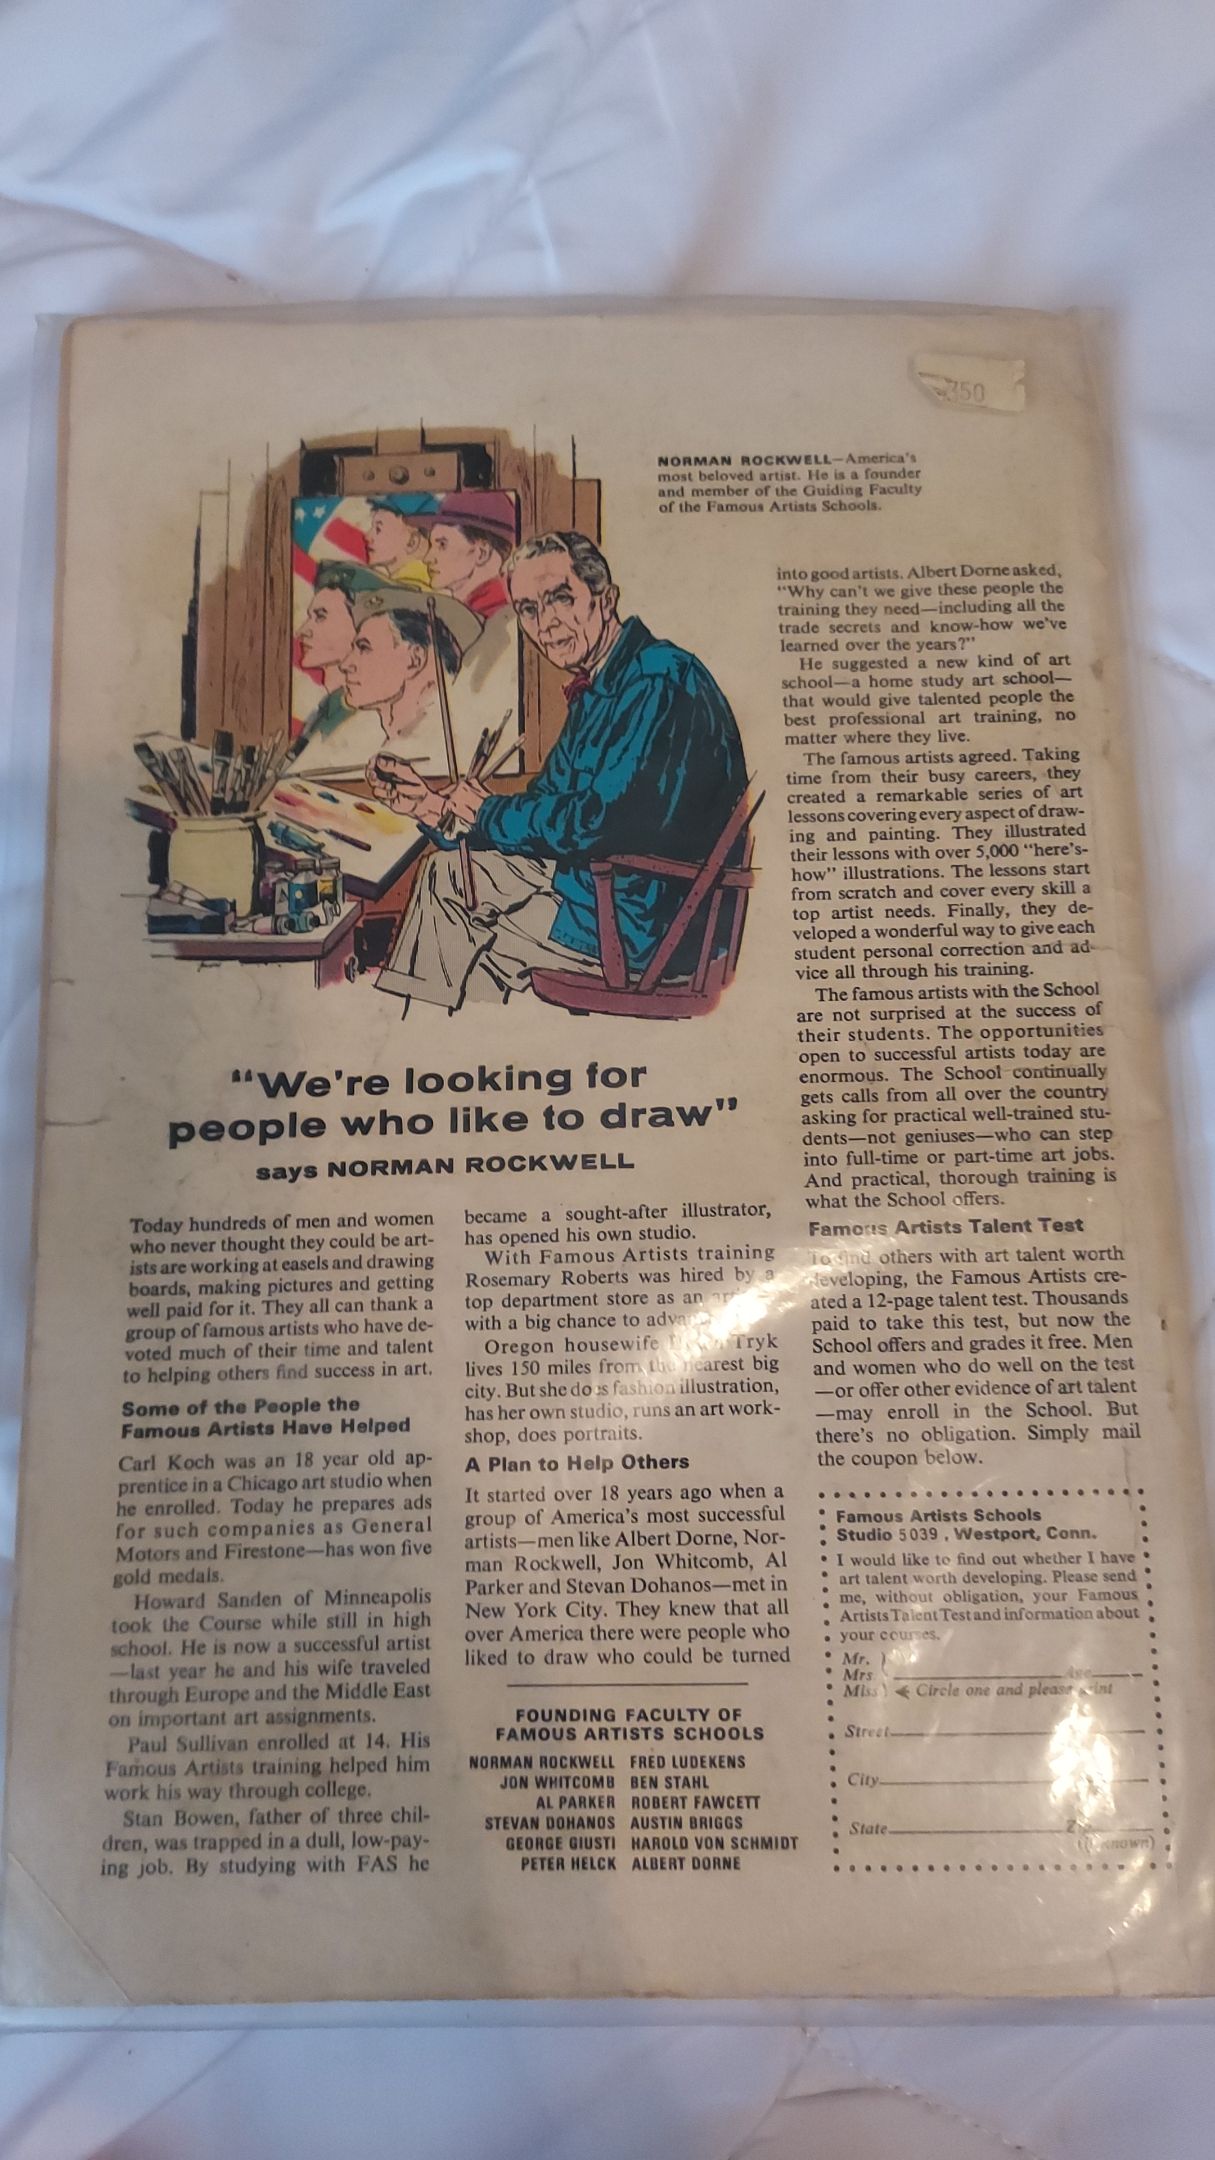 350
NORMAN ROCKWELL—America's
most beloved artist. He is a founder
and member of the Guiding Faculty
of the Famous Artists Schools.
"We're looking for
people who like to draw"
says NORMAN ROCKWELL
Today hundreds of men and women
who never thought they could be art-
ists are working at easels and drawing
boards, making pictures and getting
well paid for it. They all can thank a
group of famous artists who have de-
voted much of their time and talent
to helping others find success in art.
Some of the People the
Famous Artists Have Helped
Carl Koch was an 18 year old ap-
prentice in a Chicago art studio when
he enrolled. Today he prepares ads
for such companies as General
Motors and Firestone—has won five
gold medals.
Howard Sanden of Minneapolis
took the Course while still in high
school. He is now a successful artist
—last year he and his wife traveled
through Europe and the Middle East
on important art assignments.
Paul Sullivan enrolled at 14. His
Famous Artists training helped him
work his way through college.
Stan Bowen, father of three chil-
dren, was trapped in a dull, low-pay-
ing job. By studying with FAS he
became a sought-after illustrator,
has opened his own studio.
With Famous Artists training
Rosemary Roberts was hired by a
top department store as an
with a big chance to
Oregon housewife Tryk
lives 150 miles from the nearest big
city. But she does fashion illustration,
has her own studio, runs an art work-
shop, does portraits.
A Plan to Help Others
It started over 18 years ago when a
group of America's most successful
artists—men like Albert Dorne, Nor-
man Rockwell, Jon Whitcomb, Al
Parker and Stevan Dohanos—met in
New York City. They knew that all
over America there were people who
liked to draw who could be turned
into good artists. Albert Dorne asked,
"Why can't we give these people the
training they need—including all the
trade secrets and know-how we've
learned over the years?"
He suggested a new kind of art
school—a home study art school—
that would give talented people the
best professional art training, no
matter where they live.
The famous artists agreed. Taking
time from their busy careers, they
created a remarkable series of art
lessons covering every aspect of draw-
ing and painting. They illustrated
their lessons with over 5,000 "here's-
how" illustrations. The lessons start
from scratch and cover every skill a
top artist needs. Finally, they de-
veloped a wonderful way to give each
student personal correction and ad-
vice all through his training.
The famous artists with the School
are not surprised at the success of
their students. The opportunities
open to successful artists today are
enormous. The School continually
gets calls from all over the country
asking for practical well-trained stu-
dents—not geniuses—who can step
into full-time or part-time art jobs.
And practical, thorough training is
what the School offers.
Famous Artists Talent Test
To find others with art talent worth
developing, the Famous Artists cre-
ated a 12-page talent test. Thousands
paid to take this test, but now the
School offers and grades it free. Men
and women who do well on the test
—or offer other evidence of art talent
—may enroll in the School. But
there's no obligation. Simply mail
the coupon below.
FOUNDING FACULTY OF
FAMOUS ARTISTS SCHOOLS
NORMAN ROCKWELL FRED LUDEKENS
JON WHITCOMB BEN STAHL
AL PARKER ROBERT FAWCETT
STEVAN DOHANOS AUSTIN BRIGGS
GEORGE GIUSTI HAROLD VON SCHMIDT
PETER HELCK ALBERT DORNE
Famous Artists Schools
Studio 5039, Westport, Conn.
I would like to find out whether I have
art talent worth developing. Please send
me, without obligation, your Famous
Artists Talent Test and information about
your courses.
Mr.
Mrs. Age
Miss Circle one and please print
Street
City
State
(if known)